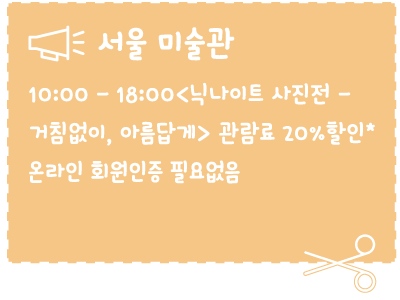 서울 미술관
10:00 - 18:00<닉나이트 사진전 -
거침없이, 아름답게> 관람료 20%할인*
온라인 회원인증 필요없음